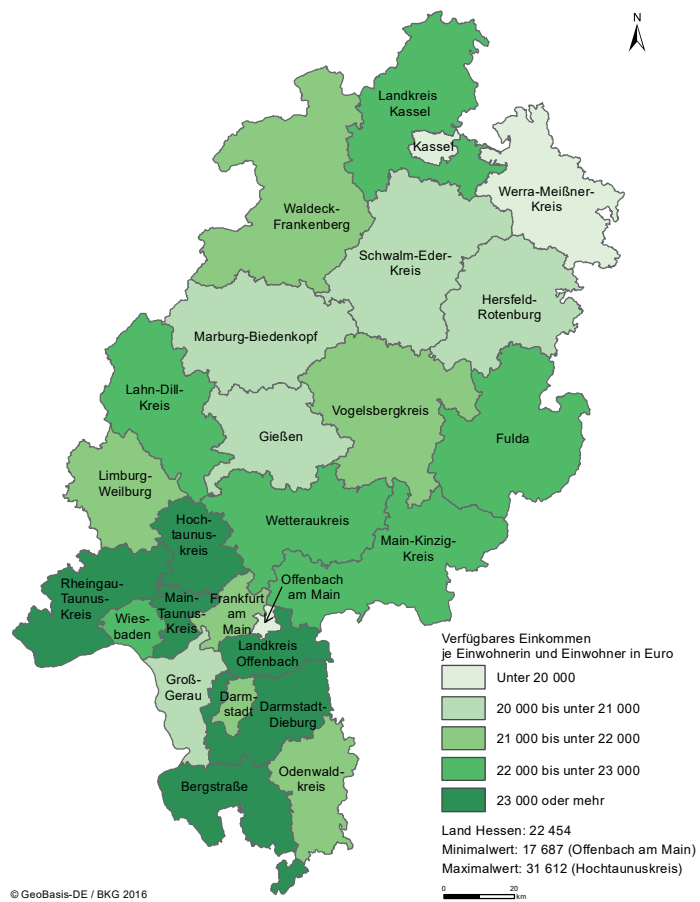 N
Landkreis
Kassel
Kassel
Werra-Meißner-
Kreis
Waldeck-
Frankenberg
Schwalm-Eder-
Kreis
Hersfeld-
Rotenburg
Marburg-Biedenkopf
Lahn-Dill-
Kreis
Vogelsbergkreis
Gießen
Fulda
Limburg-
Weilburg
Hoch-
taunus-
kreis
Wetteraukreis
Main-Kinzig-
Kreis
Rheingau-
Taunus-
Kreis
Main-
Taunus-
Kreis
Frankfurt
am
Main
Offenbach
am Main
Wies-
baden
Landkreis
Offenbach
Groß-
Gerau
Darm-
stadt
Darmstadt-
Dieburg
Bergstraße
Odenwald-
kreis
Verfügbares Einkommen
je Einwohnerin und Einwohner in Euro
Unter 20 000
20 000 bis unter 21 000
21 000 bis unter 22 000
22 000 bis unter 23 000
23 000 oder mehr
Land Hessen: 22 454
Minimalwert: 17 687 (Offenbach am Main)
Maximalwert: 31 612 (Hochtaunuskreis)
0 20
km
© GeoBasis-DE / BKG 2016